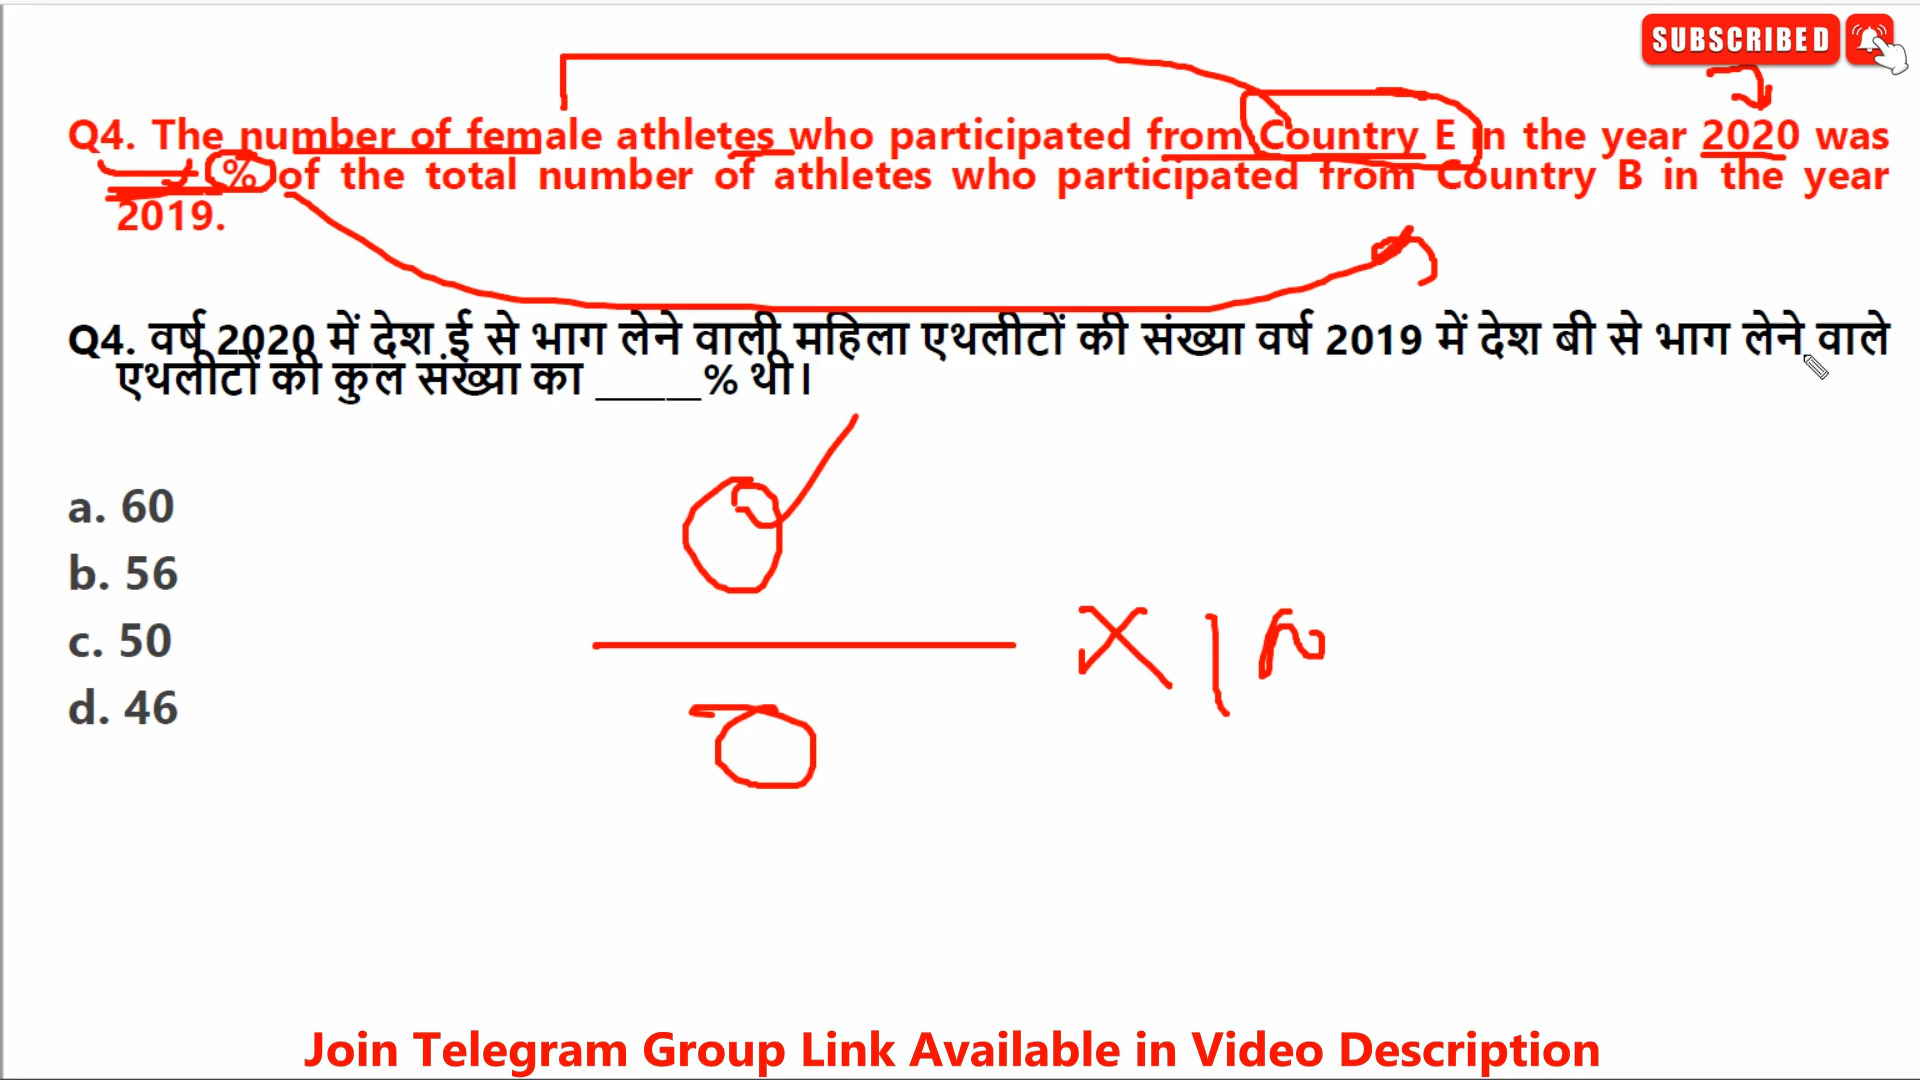 SUBSCRIBED
Q4. The number of female athletes who participated from Country E in the year 2020 was
% of the total number of athletes who participated from Country B in the year
2019.
Q4. वर्ष 2020 में देश ई से भाग लेने वाली महिला एथलीटों की संख्या वर्ष 2019 में देश बी से भाग लेने वाले
एथलीटों की कुल संख्या का ______% थी।
a. 60
b. 56
c. 50
d. 46
Join Telegram Group Link Available in Video Description